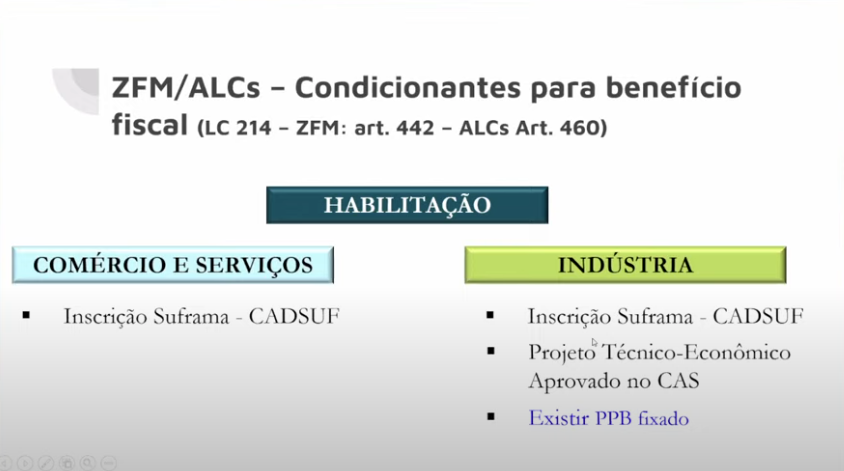 ZFM/ALCs – Condicionantes para benefício
fiscal (LC 214 – ZFM: art. 442 – ALCs Art. 460)
HABILITAÇÃO
COMÉRCIO E SERVIÇOS
▪ Inscrição Suframa - CADSUF
INDÚSTRIA
▪ Inscrição Suframa - CADSUF
▪ Projeto Técnico-Econômico
Aprovado no CAS
▪ Existir PPB fixado